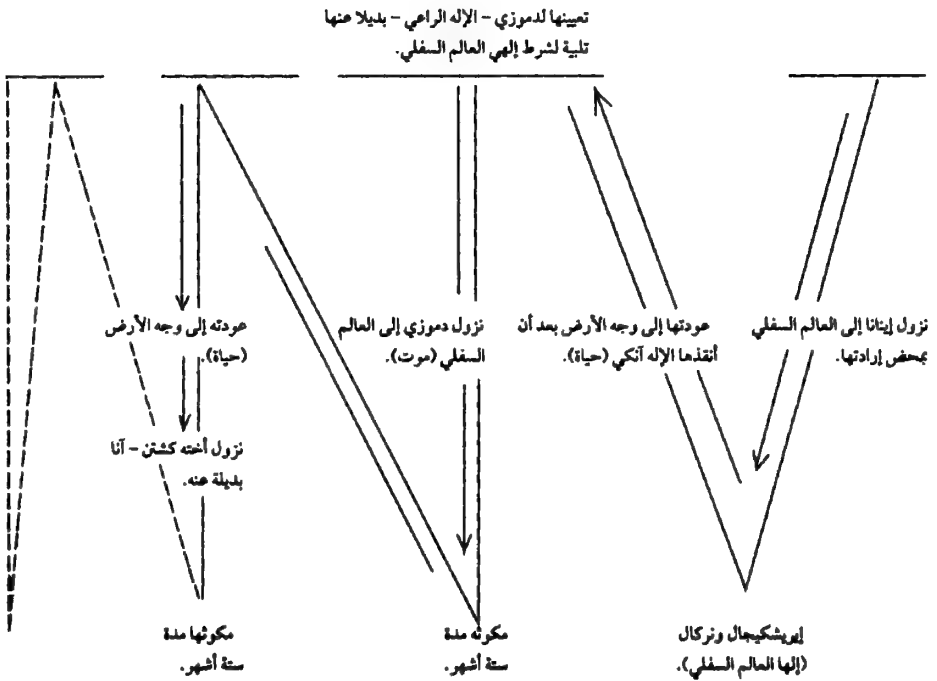 تعيينها لدموزي – الإله الراعي – بديلا عنها
تلبية لشرط إلهي العالم السفلي.
نزول إينانا إلى العالم السفلي
بمحض إرادتها.
عودتها إلى وجه الأرض بعد أن
أنقذها الإله آنكي (حياة).
نزول دموزي إلى العالم
السفلي (موت).
عودته إلى وجه الأرض
(حياة).
نزول أخته كشتن – آنا
بديلة عنه.
إيريشكيجال ونركال
(إلها العالم السفلي).
مكوثه مدة
ستة أشهر.
مكوثها مدة
ستة أشهر.